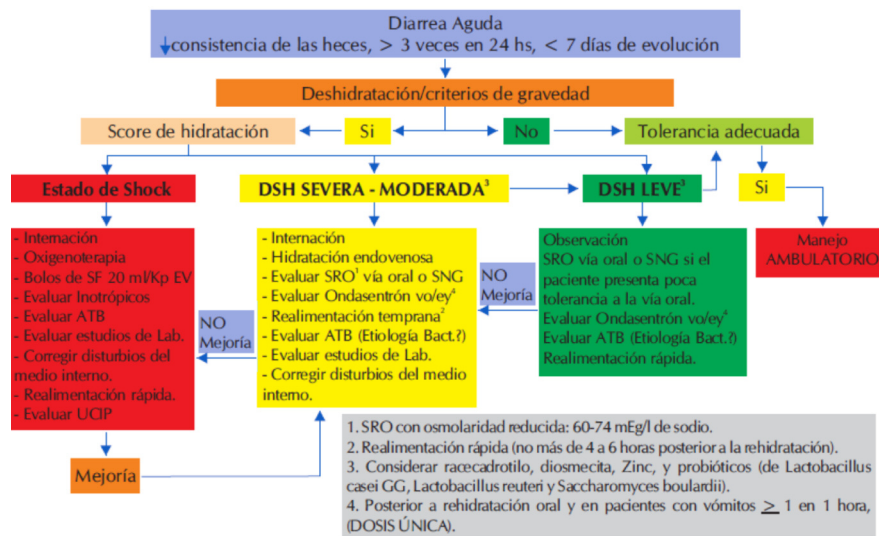 Diarrea Aguda
↓consistencia de las heces, > 3 veces en 24 hs, < 7 días de evolución
Deshidratación/criterios de gravedad
Score de hidratación
Si
No
Tolerancia adecuada
Estado de Shock
DSH SEVERA - MODERADA³
DSH LEVE³
Si
- Internación
- Oxigenoterapia
- Bolos de SF 20 ml/Kp EV
- Evaluar Inotrópicos
- Evaluar ATB
- Evaluar estudios de Lab.
- Corregir disturbios del
medio interno.
- Realimentación rápida.
- Evaluar UCIP
NO
Mejoría
- Internación
- Hidratación endovenosa
- Evaluar SRO¹ vía oral o SNG
- Evaluar Ondasentrón vo/ey⁴
- Realimentación temprana²
- Evaluar ATB (Etiología Bact.?)
- Evaluar estudios de Lab.
- Corregir disturbios del medio
interno.
NO
Mejoría
Observación
SRO vía oral o SNG si el
paciente presenta poca
tolerancia a la vía oral.
Evaluar Ondasentrón vo/ey⁴
Evaluar ATB (Etiología Bact.?)
Realimentación rápida.
Manejo
AMBULATORIO
Mejoría
1. SRO con osmolaridad reducida: 60-74 mEg/l de sodio.
2. Realimentación rápida (no más de 4 a 6 horas posterior a la rehidratación).
3. Considerar racecadrotilo, diosmecita, Zinc, y probióticos (de Lactobacillus
casei GG, Lactobacillus reuteri y Saccharomyces boulardii).
4. Posterior a rehidratación oral y en pacientes con vómitos ≥ 1 en 1 hora,
(DOSIS ÚNICA).